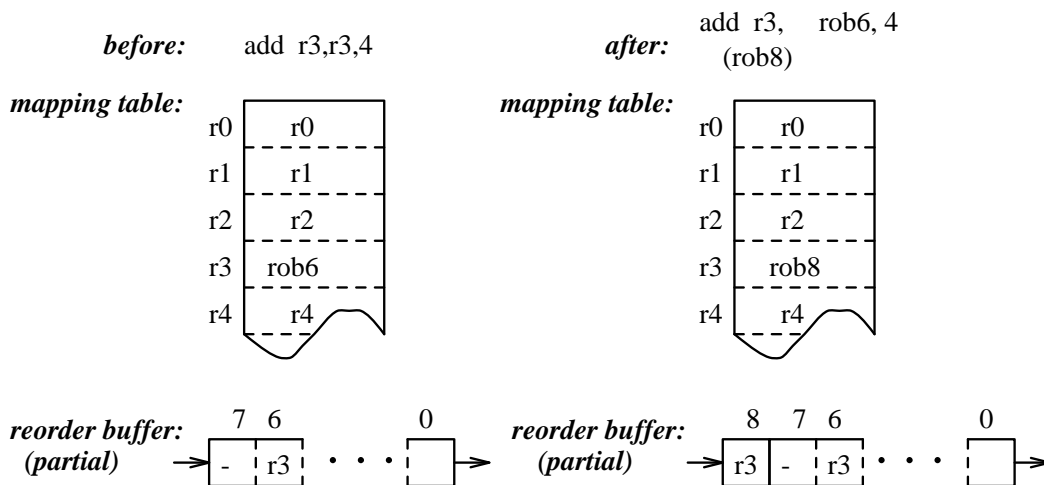 before: add r3,r3,4
mapping table:
r0 r0
r1 r1
r2 r2
r3 rob6
r4 r4
reorder buffer: 7 6 0
(partial) - r3 • • • •
after: add r3, rob6, 4
(rob8)
mapping table:
r0 r0
r1 r1
r2 r2
r3 rob8
r4 r4
reorder buffer: 8 7 6 0
(partial) r3 - r3 • • • •